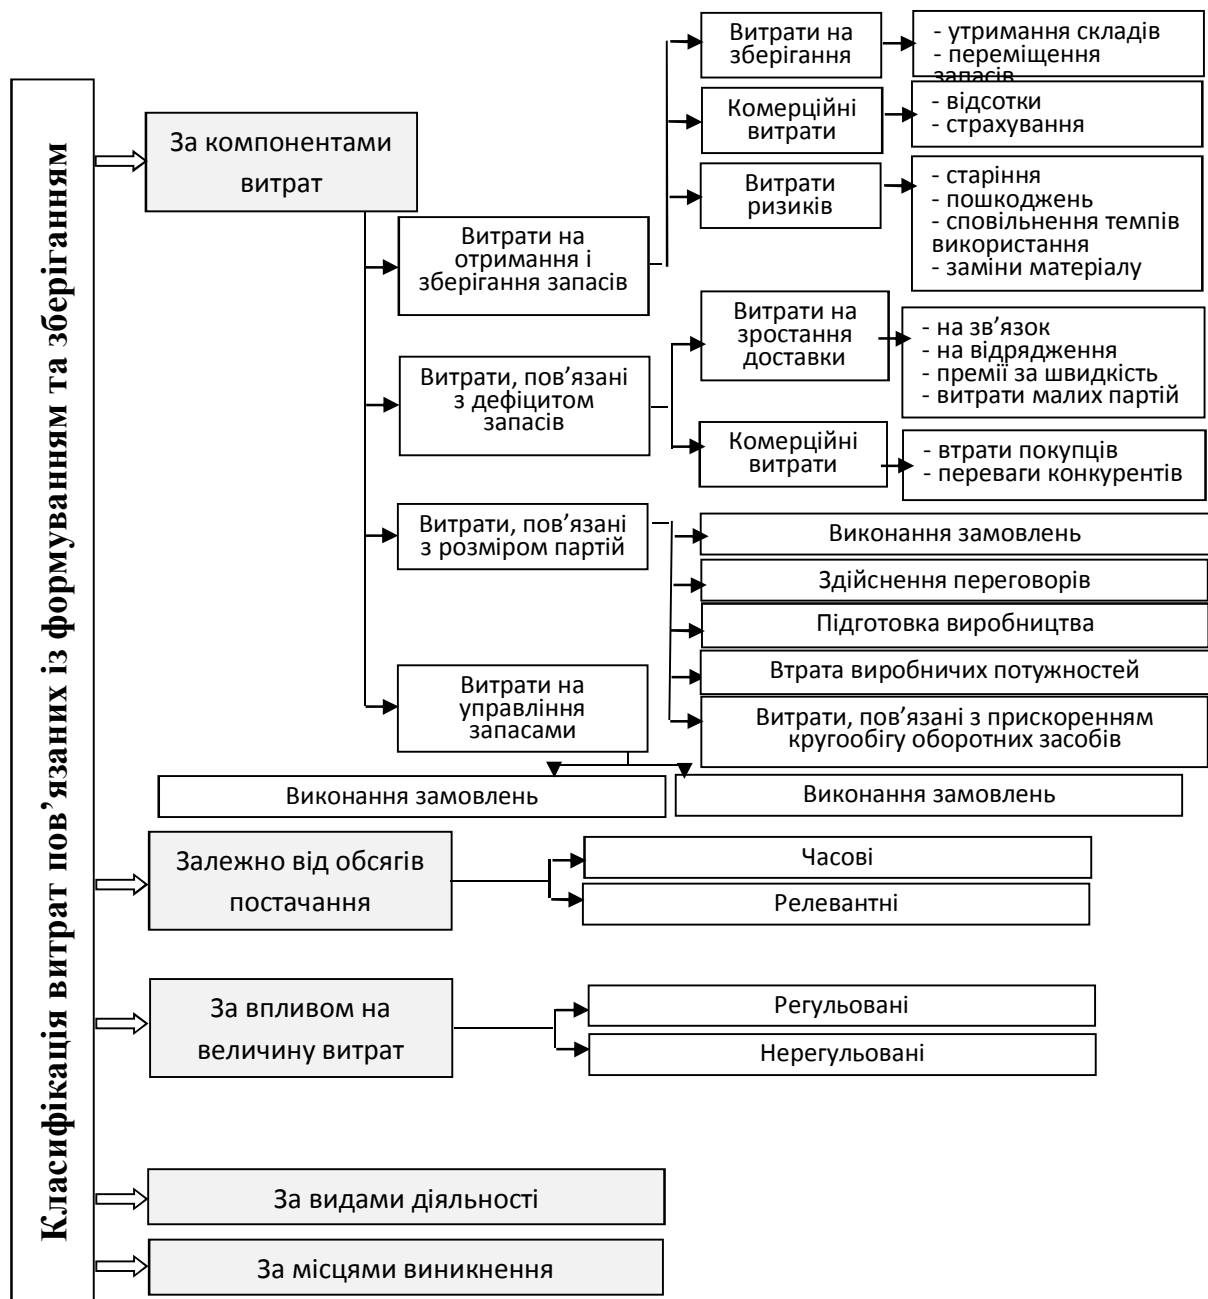 Класифікація витрат пов’язаних із формуванням та зберіганням
За компонентами
витрат
Витрати на
отримання і
зберігання запасів
Витрати на
зберігання
- утримання складів
- переміщення
запасів
Комерційні
витрати
- відсотки
- страхування
Витрати
ризиків
- старіння
- пошкоджень
- сповільнення темпів
використання
- заміни матеріалу
Витрати, пов’язані
з дефіцитом
запасів
Витрати на
зростання
доставки
- на зв’язок
- на відрядження
- премії за швидкість
- витрати малих партій
Комерційні
витрати
- втрати покупців
- переваги конкурентів
Витрати, пов’язані
з розміром партій
Виконання замовлень
Здійснення переговорів
Підготовка виробництва
Втрата виробничих потужностей
Витрати, пов’язані з прискоренням
кругообігу оборотних засобів
Витрати на
управління
запасами
Виконання замовлень
Виконання замовлень
Залежно від обсягів
постачання
Часові
Релевантні
За впливом на
величину витрат
Регульовані
Нерегульовані
За видами діяльності
За місцями виникнення